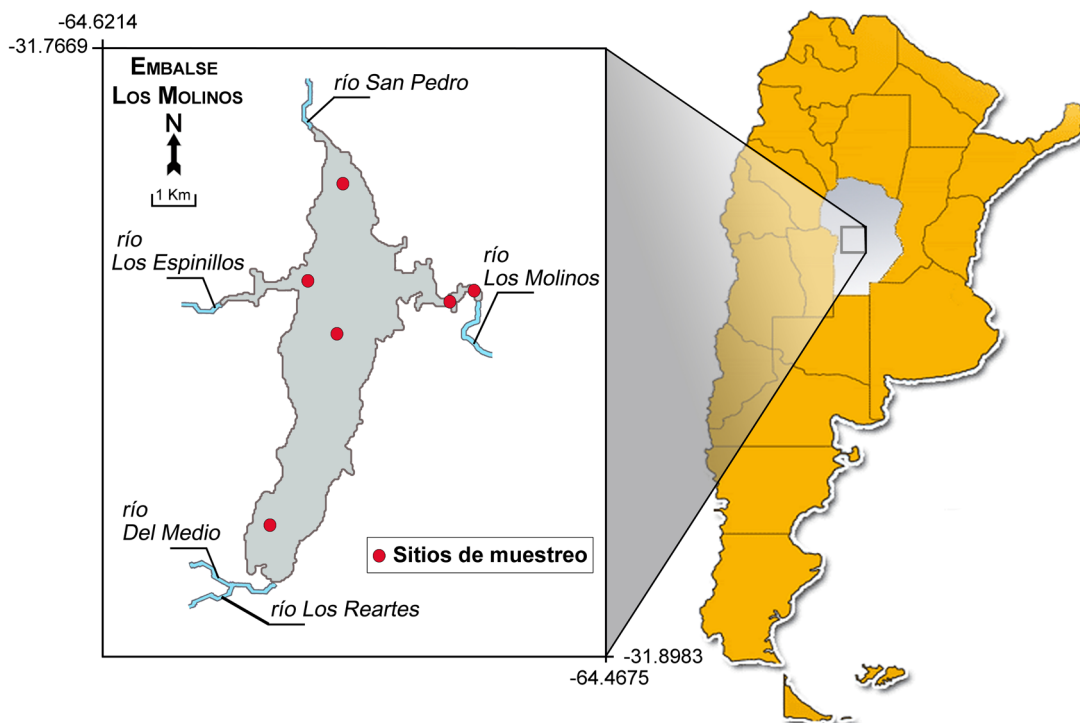 -64.6214
-31.7669
EMBALSE
LOS MOLINOS
N
1 Km
río San Pedro
río
Los Espinillos
río
Los Molinos
río
Del Medio
río Los Reartes
Sitios de muestreo
-31.8983
-64.4675